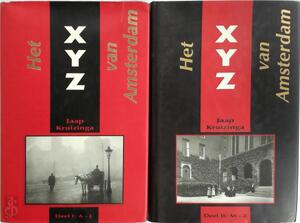 Het
XYZ
van
Amsterdam
Jaap
Kruizinga
Deel I: A - L
Het
XYZ
van
Amsterdam
Jaap
Kruizinga
Deel II: M - Z